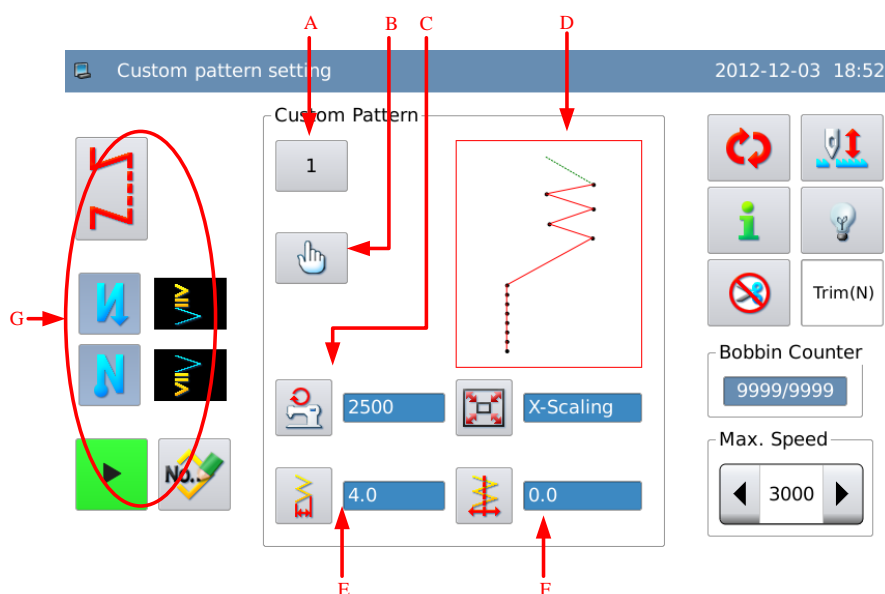 A B C D
Custom pattern setting 2012-12-03 18:52
Custom Pattern
1
G
Trim(N)
Bobbin Counter
9999/9999
2500 X-Scaling
Max. Speed
No..
4.0 0.0
3000
E F